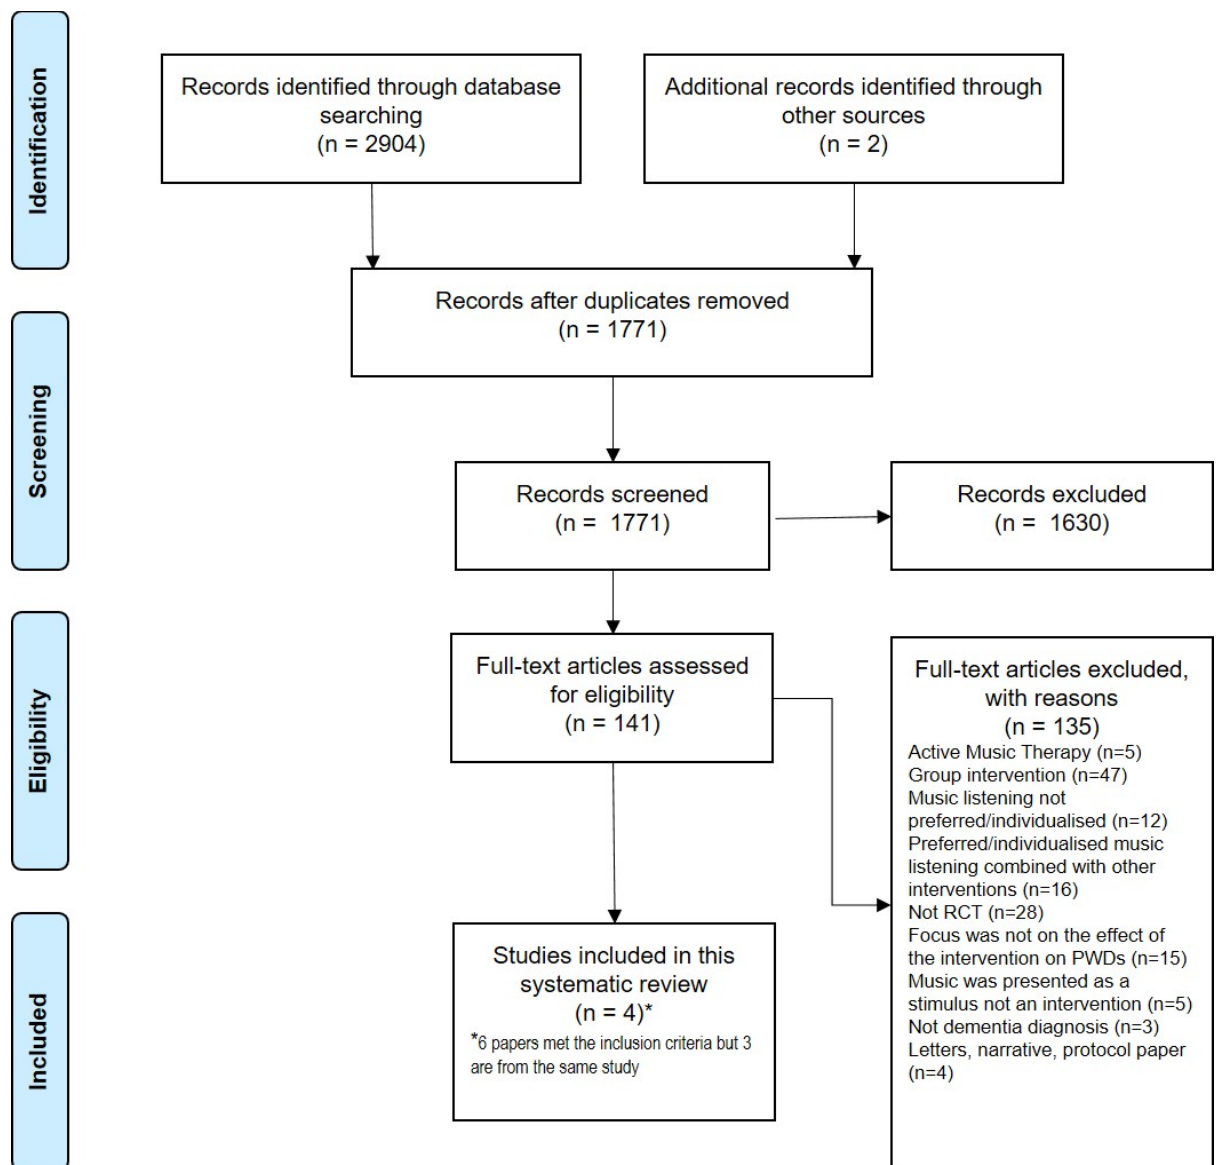 Identification
Records identified through database
searching
(n = 2904)
Additional records identified through
other sources
(n = 2)
Records after duplicates removed
(n = 1771)
Screening
Records screened
(n = 1771)
Records excluded
(n = 1630)
Eligibility
Full-text articles assessed
for eligibility
(n = 141)
Full-text articles excluded,
with reasons
(n = 135)
Active Music Therapy (n=5)
Group intervention (n=47)
Music listening not
preferred/individualised (n=12)
Preferred/individualised music
listening combined with other
interventions (n=16)
Not RCT (n=28)
Focus was not on the effect of
the intervention on PWDs (n=15)
Music was presented as a
stimulus not an intervention (n=5)
Not dementia diagnosis (n=3)
Letters, narrative, protocol paper
(n=4)
Included
Studies included in this
systematic review
(n = 4)*
*6 papers met the inclusion criteria but 3
are from the same study